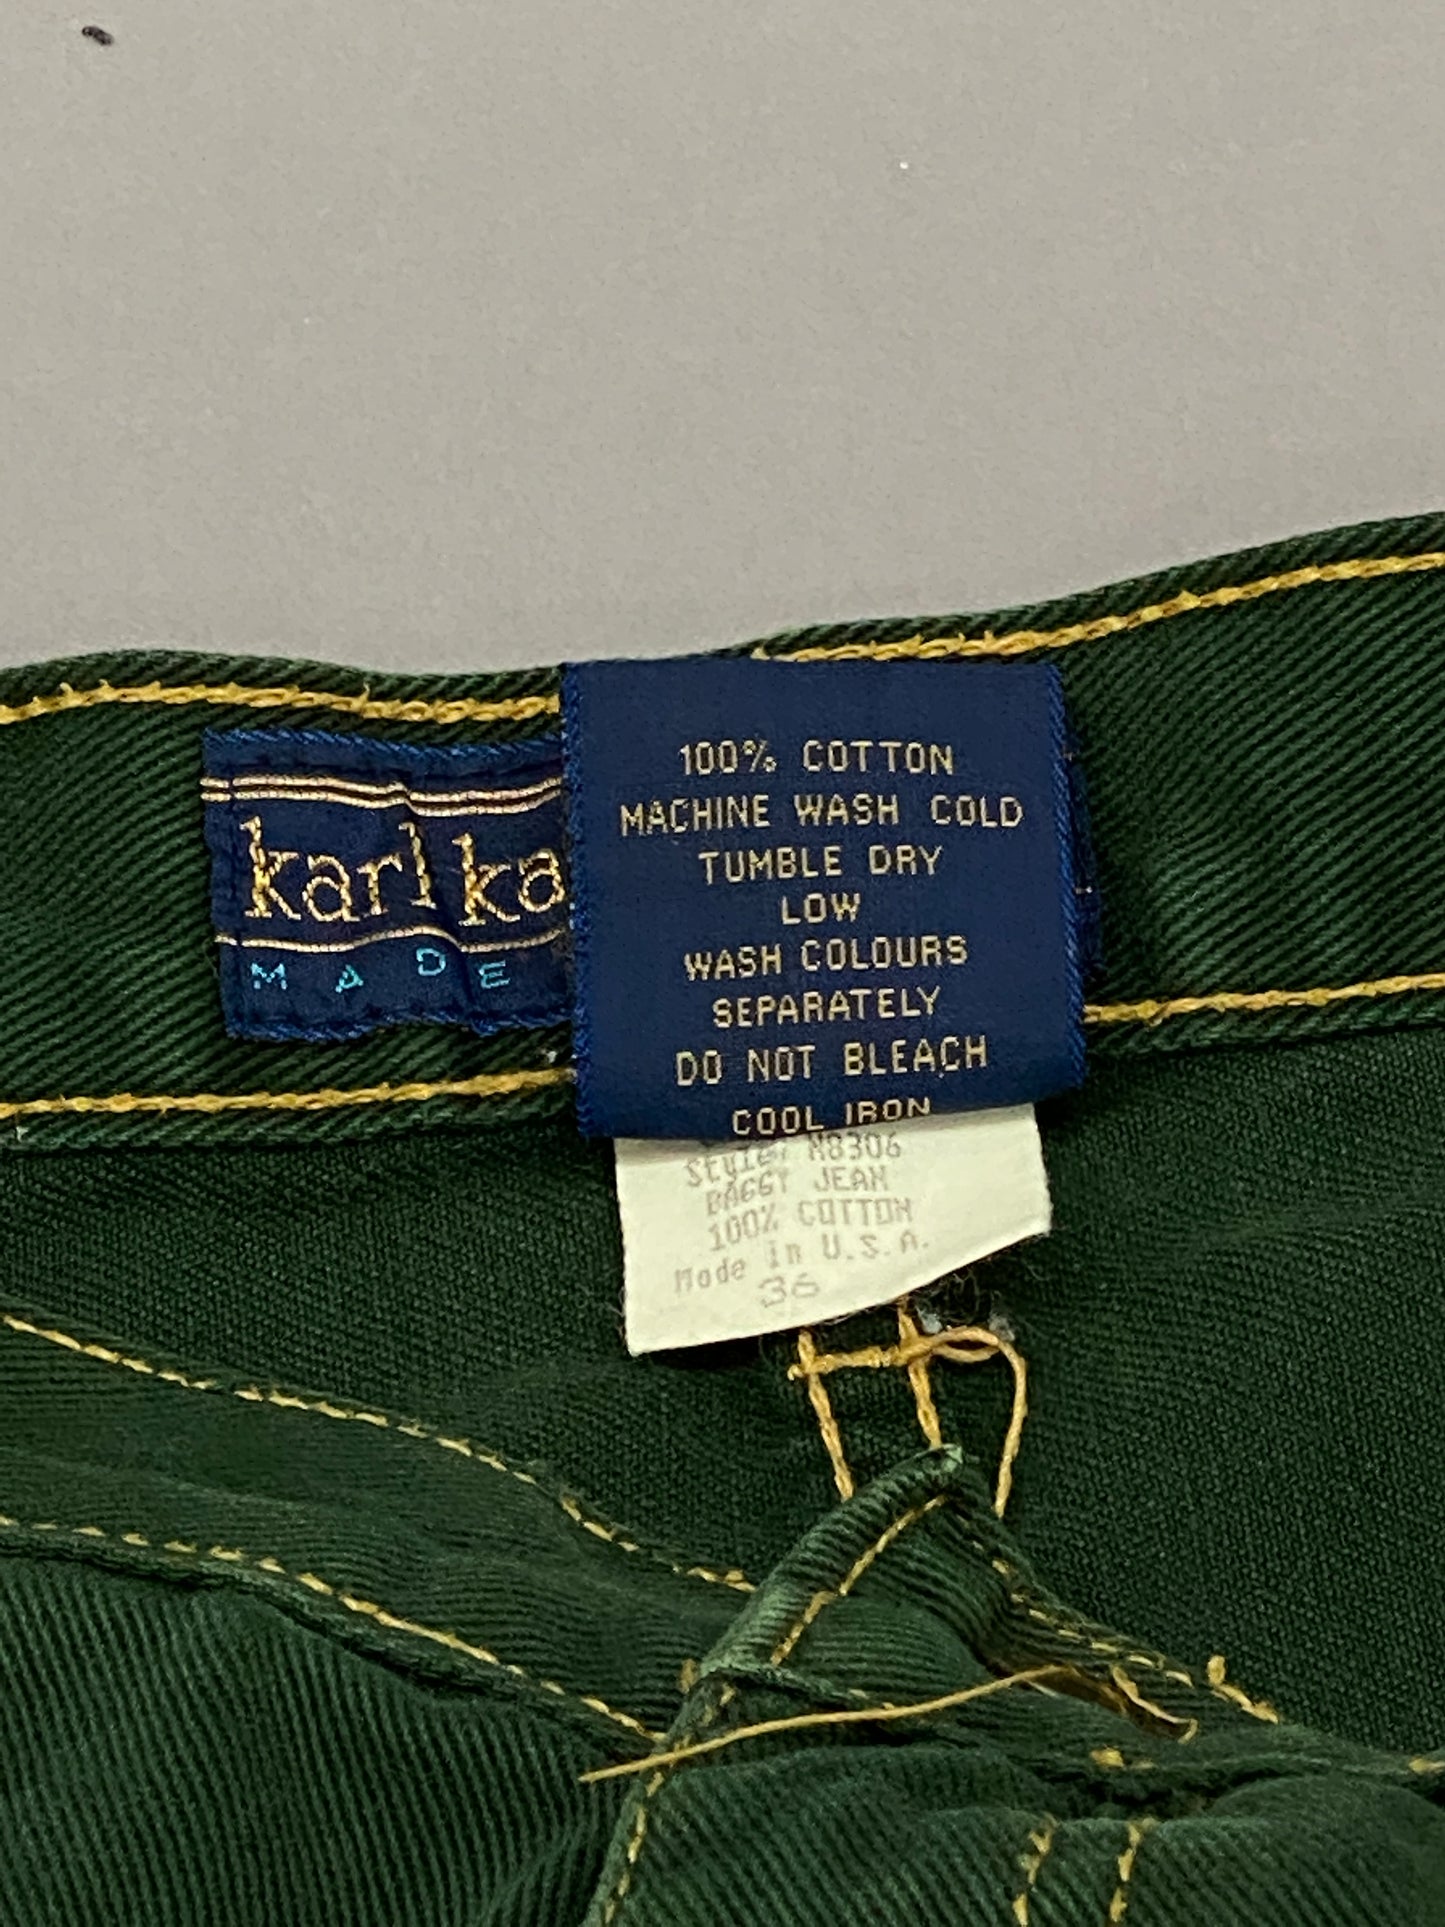 karl ka
MADE
100% COTTON
MACHINE WASH COLD
TUMBLE DRY
LOW
WASH COLOURS
SEPARATELY
DO NOT BLEACH
COOL IRON
Style: M8306
BAGGY JEAN
100% COTTON
Made in U.S.A.
36